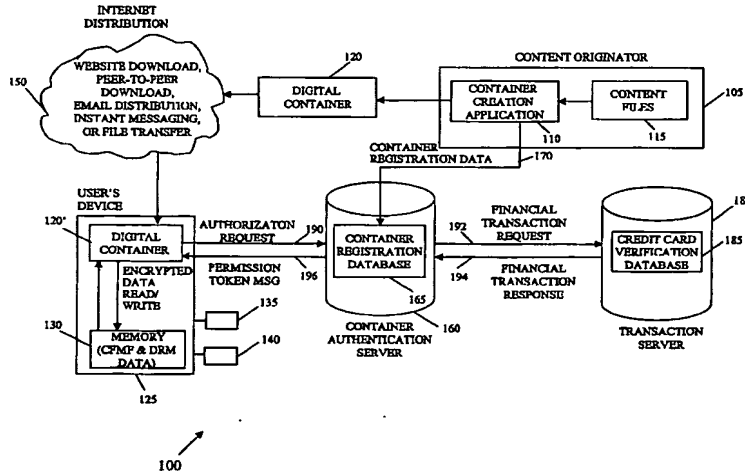 INTERNET
DISTRIBUTION
150
WEBSITE DOWNLOAD,
PEER-TO-PEER
DOWNLOAD,
EMAIL DISTRIBUTION,
INSTANT MESSAGING,
OR FILE TRANSFER
120
DIGITAL
CONTAINER
CONTENT ORIGINATOR
CONTAINER
CREATION
APPLICATION
110
CONTENT
FILES
115
105
CONTAINER
REGISTRATION DATA
170
USER'S
DEVICE
120'
DIGITAL
CONTAINER
ENCRYPTED
DATA
READ/
WRITE
130
MEMORY
(CFMF & DRM
DATA)
125
135
140
AUTHORIZATON
REQUEST
190
PERMISSION
TOKEN MSG
196
CONTAINER
REGISTRATION
DATABASE
165
160
CONTAINER
AUTHENTICATION
SERVER
FINANCIAL
TRANSACTION
REQUEST
192
194
FINANCIAL
TRANSACTION
RESPONSE
CREDIT CARD
VERIFICATION
DATABASE
185
TRANSACTION
SERVER
100